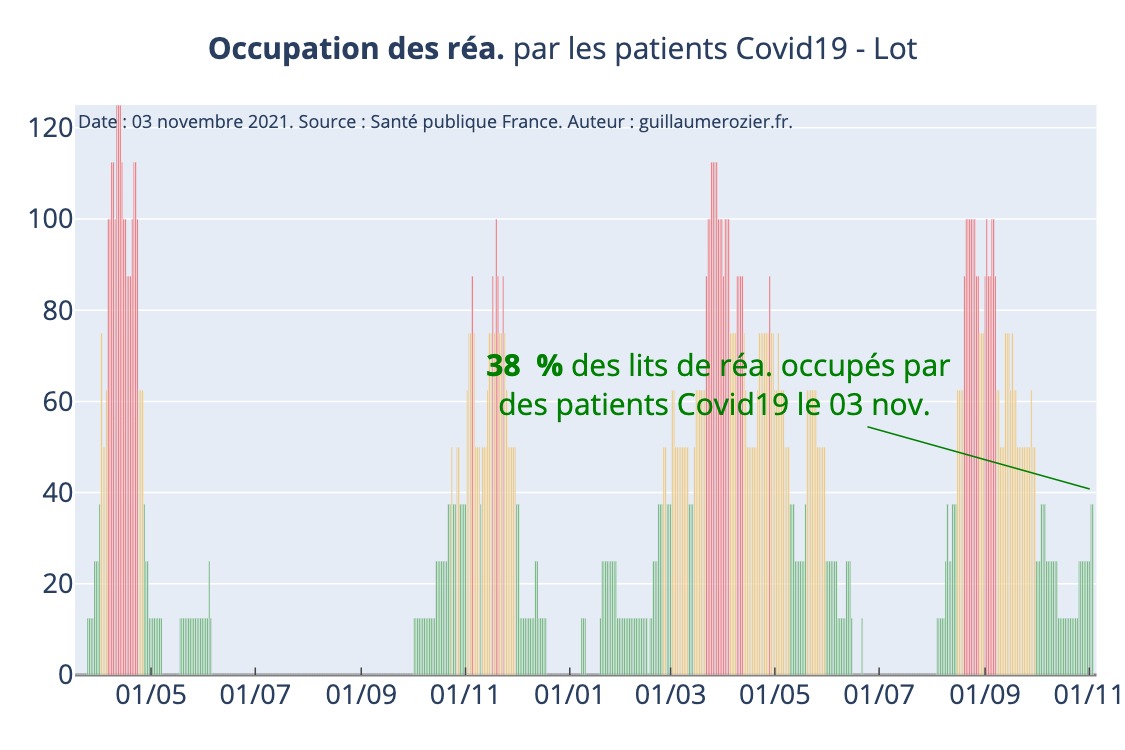 Occupation des réa. par les patients Covid19 - Lot
Date : 03 novembre 2021. Source : Santé publique France. Auteur : guillaumerozier.fr.
120
100
80
60
40
20
0
38  % des lits de réa. occupés par
des patients Covid19 le 03 nov.
01/05 01/07 01/09 01/11 01/01 01/03 01/05 01/07 01/09 01/11